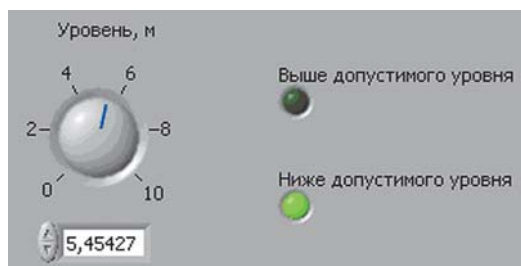 Уровень, м
4 6
2 8
0 10
5,45427
Выше допустимого уровня
Ниже допустимого уровня